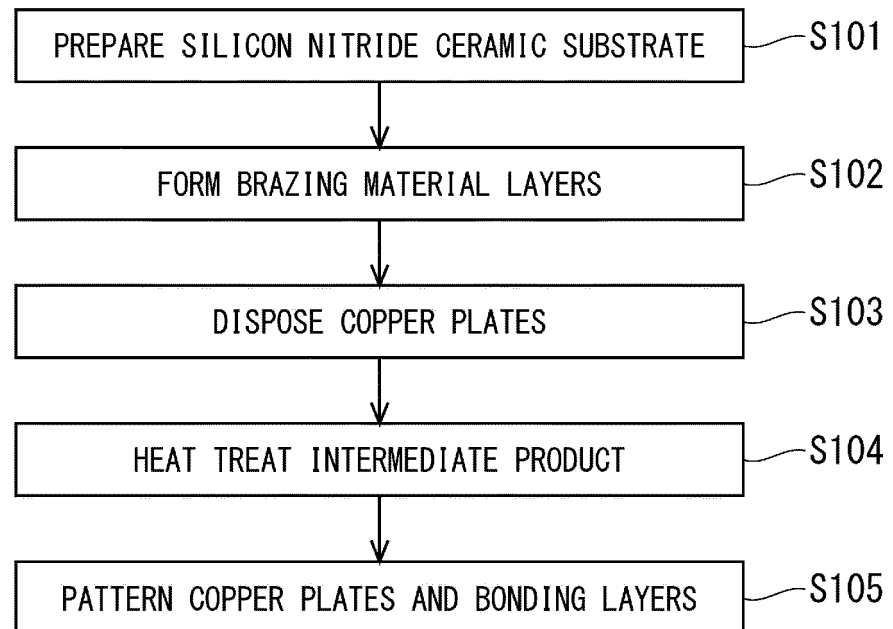 PREPARE SILICON NITRIDE CERAMIC SUBSTRATE S101
FORM BRAZING MATERIAL LAYERS S102
DISPOSE COPPER PLATES S103
HEAT TREAT INTERMEDIATE PRODUCT S104
PATTERN COPPER PLATES AND BONDING LAYERS S105